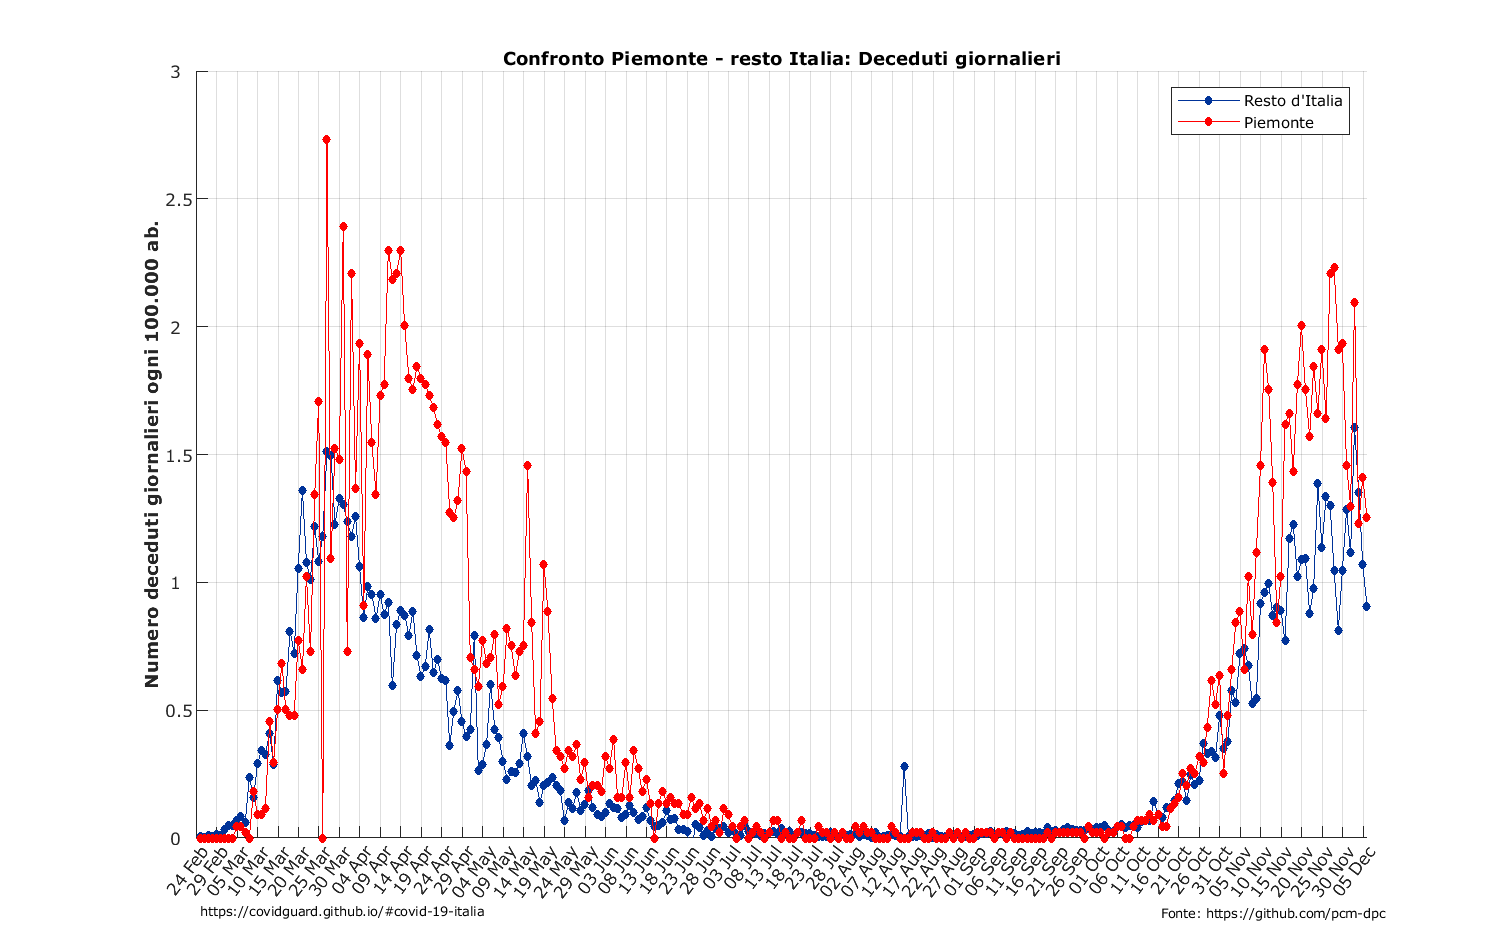 Confronto Piemonte - resto Italia: Deceduti giornalieri
Resto d'Italia
Piemonte
Numero deceduti giornalieri ogni 100.000 ab.
3
2.5
2
1.5
1
0.5
0
24 Feb
29 Feb
05 Mar
10 Mar
15 Mar
20 Mar
25 Mar
30 Mar
04 Apr
09 Apr
14 Apr
19 Apr
24 Apr
29 Apr
04 May
09 May
14 May
19 May
24 May
29 May
03 Jun
08 Jun
13 Jun
18 Jun
23 Jun
28 Jun
03 Jul
08 Jul
13 Jul
18 Jul
23 Jul
28 Jul
02 Aug
07 Aug
12 Aug
17 Aug
22 Aug
27 Aug
01 Sep
06 Sep
11 Sep
16 Sep
21 Sep
26 Sep
01 Oct
06 Oct
11 Oct
16 Oct
21 Oct
26 Oct
31 Oct
05 Nov
10 Nov
15 Nov
20 Nov
25 Nov
30 Nov
05 Dec
https://covidguard.github.io/#covid-19-italia
Fonte: https://github.com/pcm-dpc